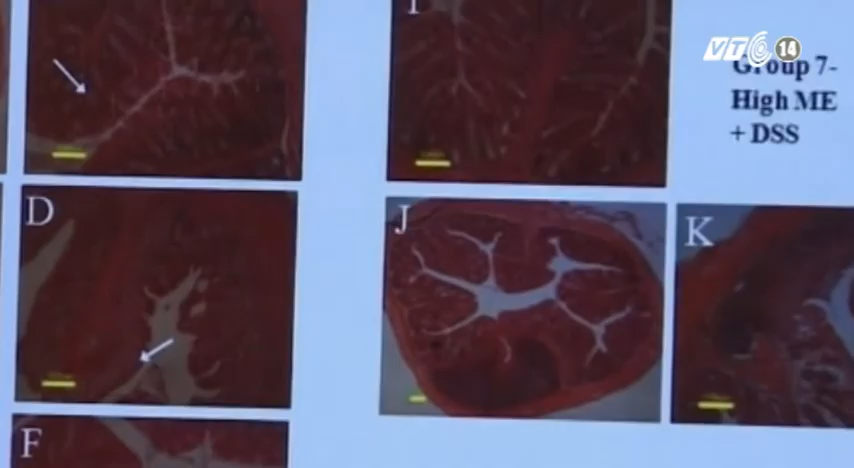 VTC 14
Group 7-
High ME
+ DSS
D
J
K
F